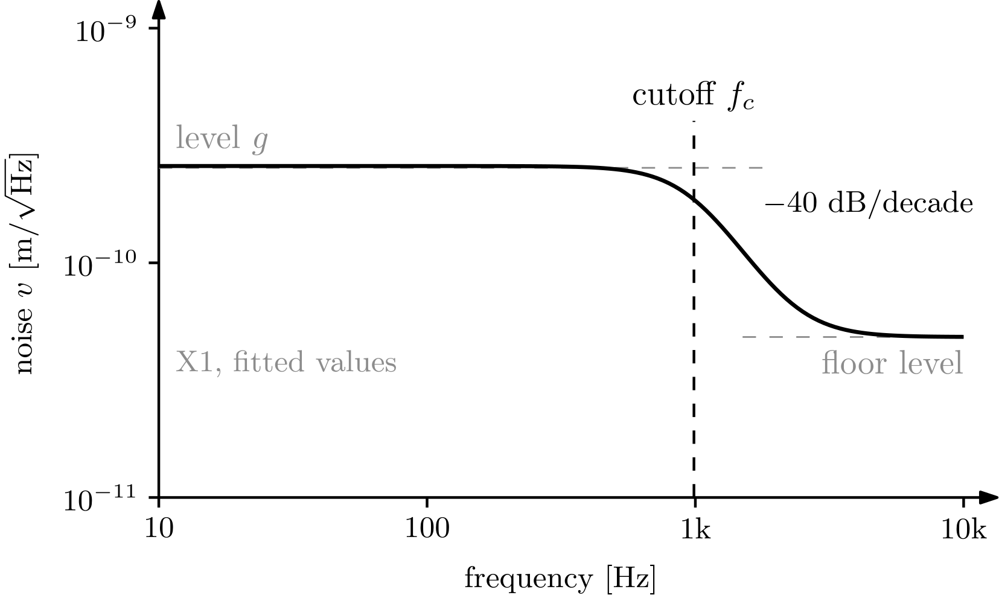 10⁻⁹
cutoff f_c
level g
−40 dB/decade
noise v [m/√Hz]
10⁻¹⁰
X1, fitted values
floor level
10⁻¹¹
10 100 1k 10k
frequency [Hz]